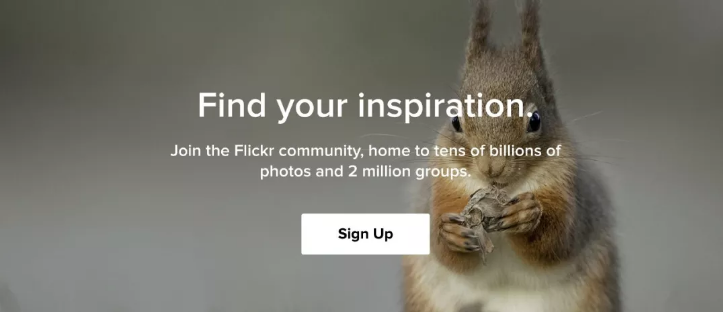 Find your inspiration.
Join the Flickr community, home to tens of billions of
photos and 2 million groups.
Sign Up